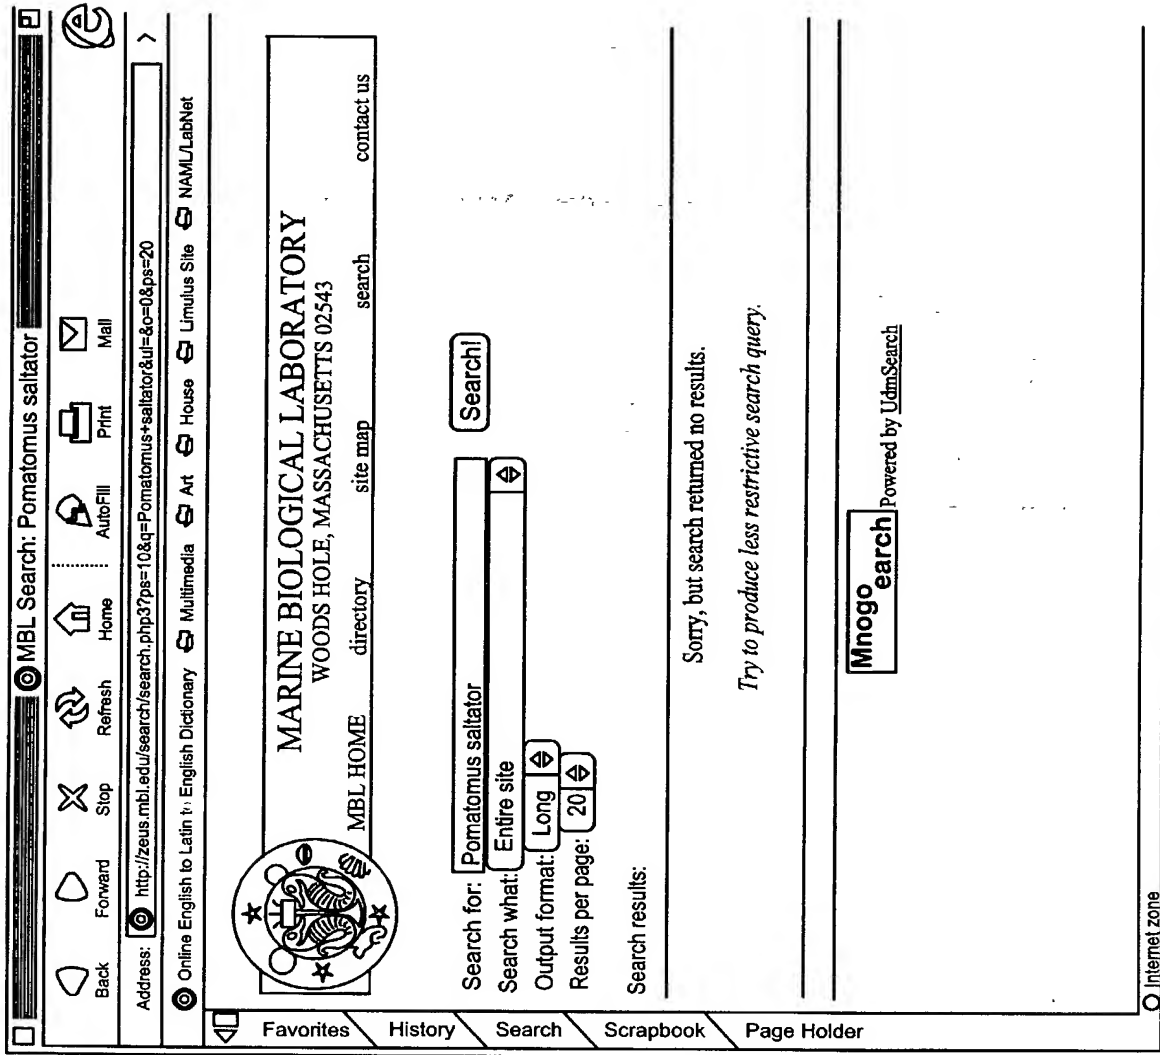 MBL Search: Pomatomus saltator
Back Forward Stop Refresh Home AutoFill Print Mail
Address: http://zeus.mbl.edu/search/search.php3?ps=10&q=Pomatomus+saltator&ul=&o=0&ps=20
Online English to Latin to English Dictionary Multimedia Art House Limulus Site NAML/LabNet
Favorites
History
Search
Scrapbook
Page Holder
MARINE BIOLOGICAL LABORATORY
WOODS HOLE, MASSACHUSETTS 02543
MBL HOME directory site map search contact us
Search for: Pomatomus saltator Search!
Search what: Entire site
Output format: Long
Results per page: 20
Search results:
Sorry, but search returned no results.
Try to produce less restrictive search query.
Mnogo
earch Powered by UdmSearch
Internet zone